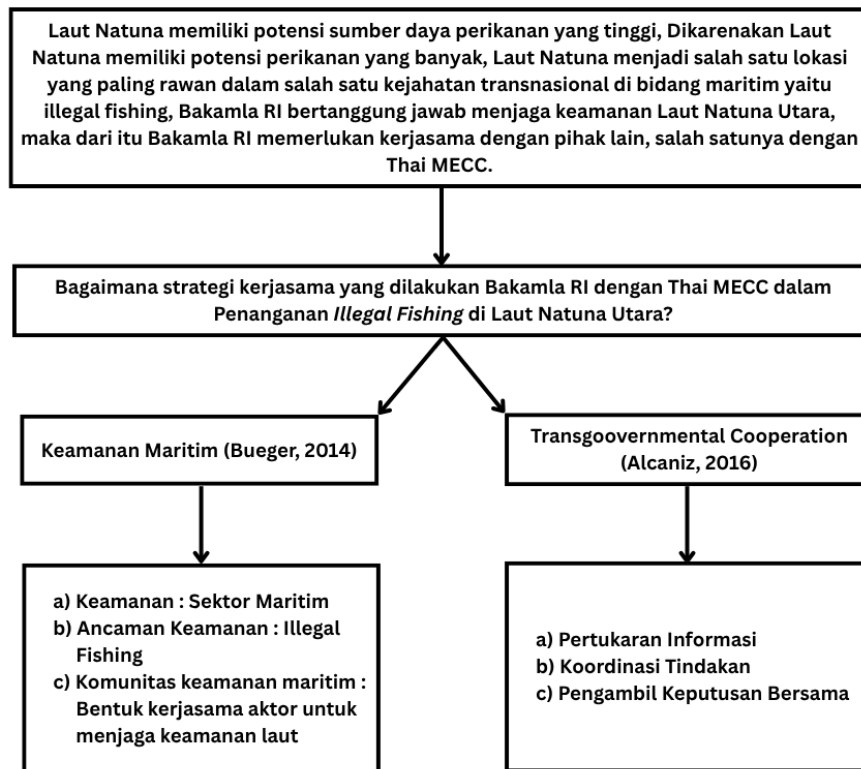 Laut Natuna memiliki potensi sumber daya perikanan yang tinggi, Dikarenakan Laut
Natuna memiliki potensi perikanan yang banyak, Laut Natuna menjadi salah satu lokasi
yang paling rawan dalam salah satu kejahatan transnasional di bidang maritim yaitu
illegal fishing, Bakamla RI bertanggung jawab menjaga keamanan Laut Natuna Utara,
maka dari itu Bakamla RI memerlukan kerjasama dengan pihak lain, salah satunya dengan
Thai MECC.
Bagaimana strategi kerjasama yang dilakukan Bakamla RI dengan Thai MECC dalam
Penanganan Illegal Fishing di Laut Natuna Utara?
Keamanan Maritim (Bueger, 2014)
Transgoovernmental Cooperation
(Alcaniz, 2016)
a) Keamanan : Sektor Maritim
b) Ancaman Keamanan : Illegal
Fishing
c) Komunitas keamanan maritim :
Bentuk kerjasama aktor untuk
menjaga keamanan laut
a) Pertukaran Informasi
b) Koordinasi Tindakan
c) Pengambil Keputusan Bersama